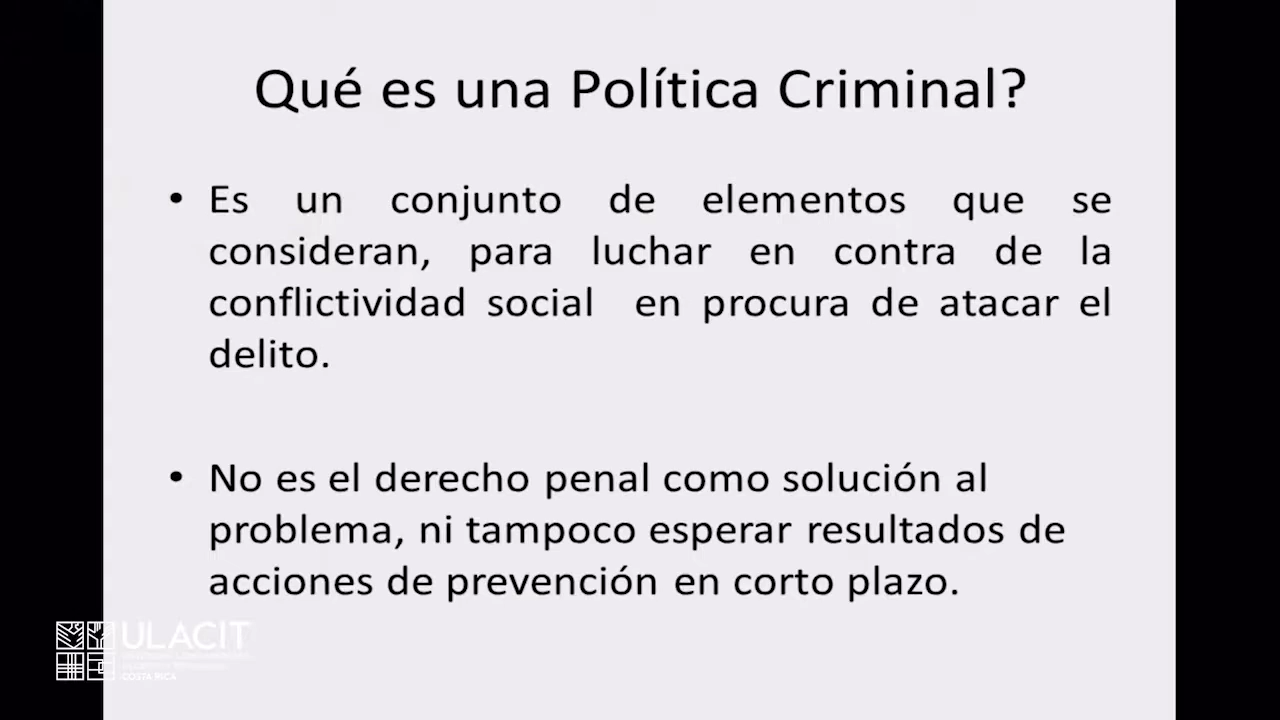 Qué es una Política Criminal?
• Es un conjunto de elementos que se
consideran, para luchar en contra de la
conflictividad social en procura de atacar el
delito.
• No es el derecho penal como solución al
problema, ni tampoco esperar resultados de
acciones de prevención en corto plazo.
ULACIT
COSTA RICA